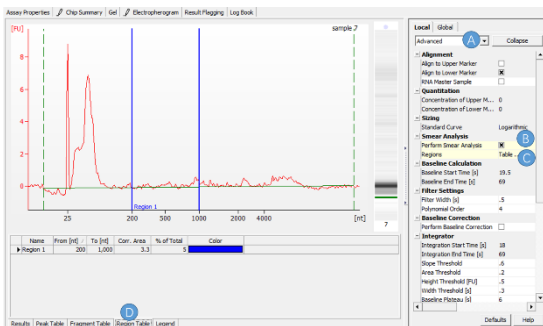 Assay Properties Chip Summary Gel Electropherogram Result Flagging Log Book
[FU] sample 7
8
6
4
2
0
Region 1
25 200 500 1000 2000 4000 [nt]
7
Name From [nt] To [nt] Corr. Area % of Total Color
Region 1 200 1,000 3.3 5
D
Results Peak Table Fragment Table Region Table Legend
Local Global
Advanced A Collapse
Alignment
Align to Upper Marker
Align to Lower Marker
RNA Master Sample
Quantitation
Concentration of Upper M... 0
Concentration of Lower M... 0
Sizing
Standard Curve Logarithmic
Smear Analysis B
Perform Smear Analysis
Regions Table... C
Baseline Calculation
Baseline Start Time [s] 19.5
Baseline End Time [s] 69
Filter Settings
Filter Width [s] .5
Polynomial Order 4
Baseline Correction
Perform Baseline Correction
Integrator
Integration Start Time [s] 18
Integration End Time [s] 69
Slope Threshold .6
Area Threshold .2
Height Threshold [FU] .5
Width Threshold [s] .3
Baseline Plateau [s] 6
Defaults Help